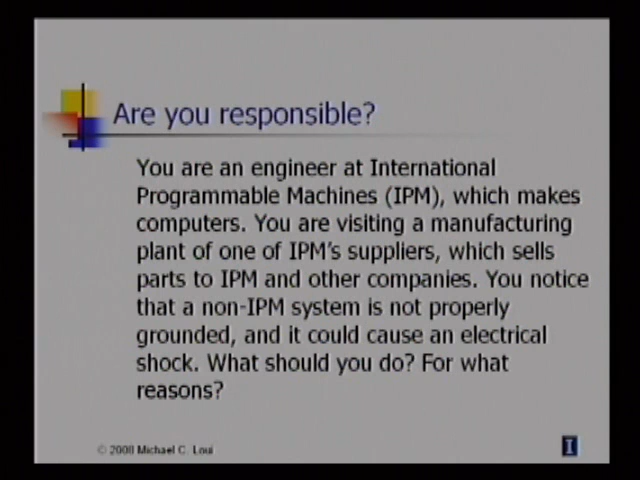 Are you responsible?
You are an engineer at International
Programmable Machines (IPM), which makes
computers. You are visiting a manufacturing
plant of one of IPM's suppliers, which sells
parts to IPM and other companies. You notice
that a non-IPM system is not properly
grounded, and it could cause an electrical
shock. What should you do? For what
reasons?
© 2008 Michael C. Loui
I